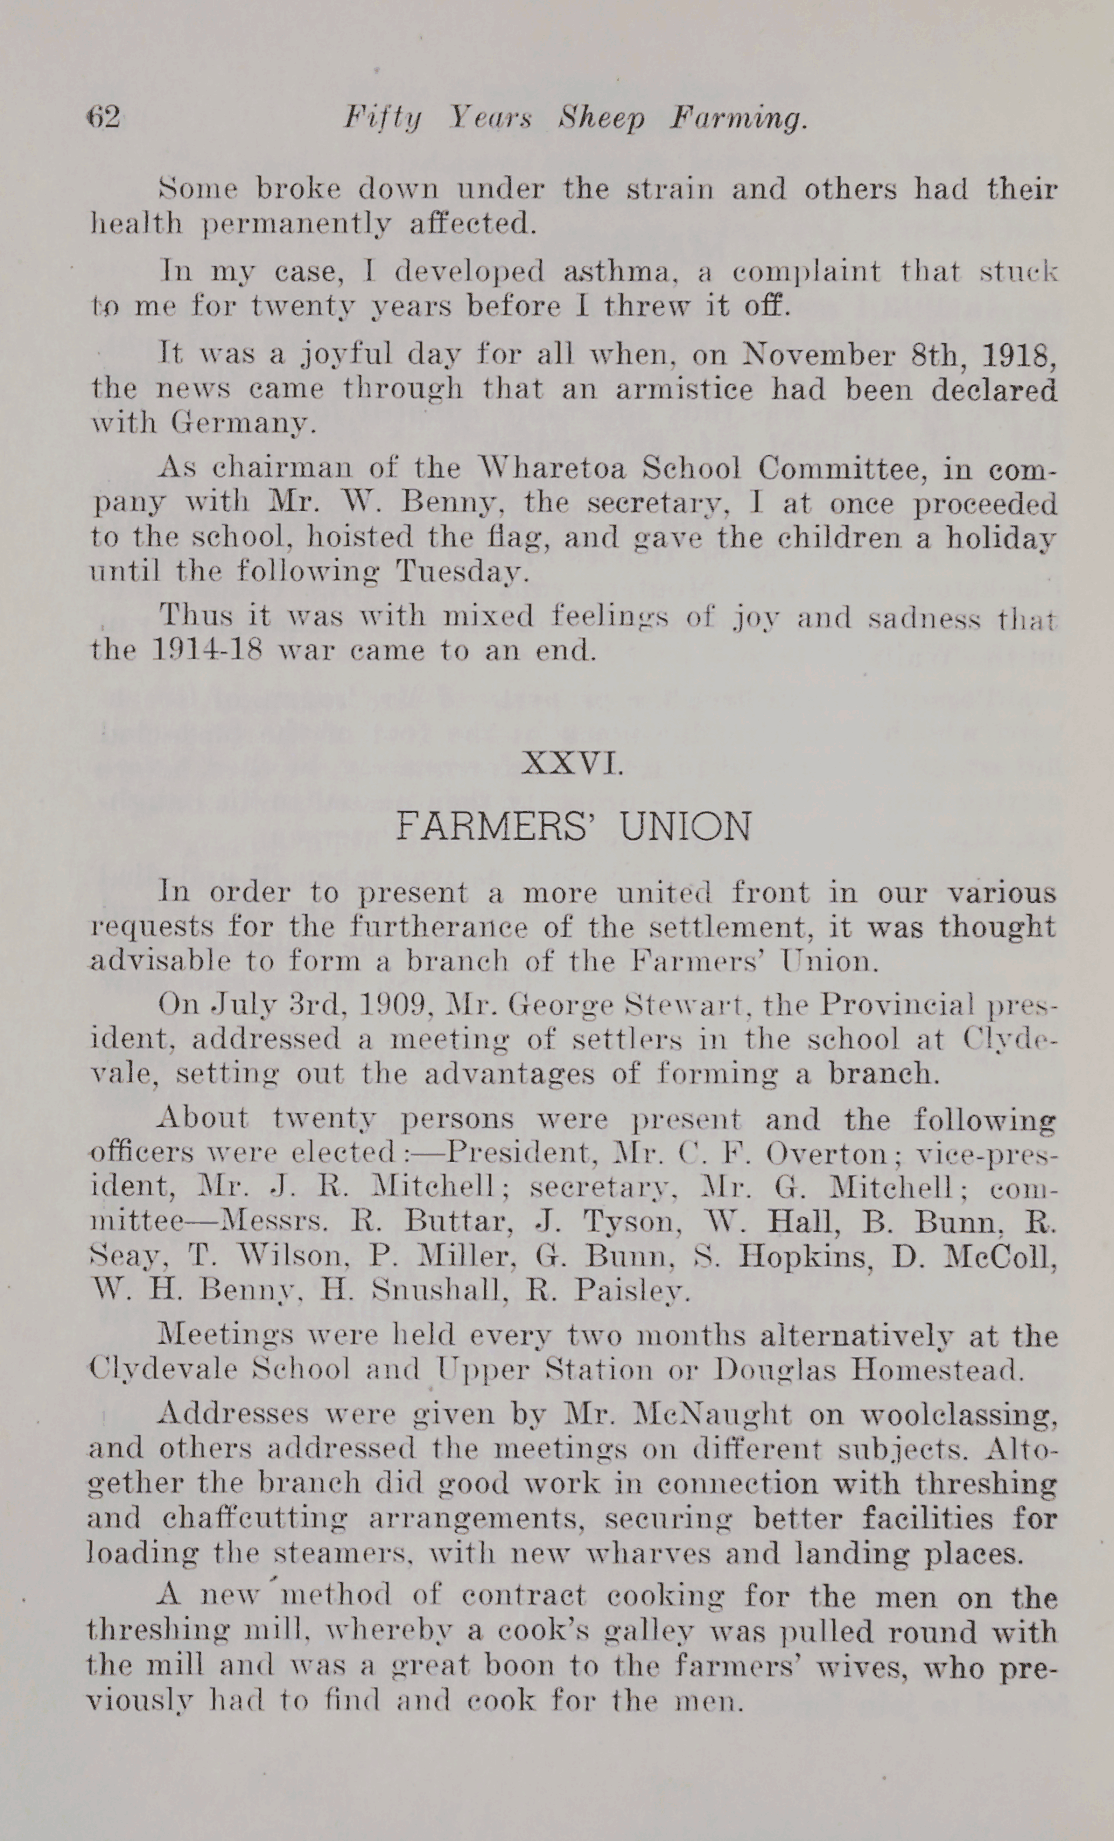 62 Fifty Years Sheep Farming.
Some broke down under the strain and others had their
health permanently affected.
In my case, I developed asthma, a complaint that stuck
to me for twenty years before I threw it off.
It was a joyful day for all when, on November 8th, 1918,
the news came through that an armistice had been declared
with Germany.
As chairman of the Wharetoa School Committee, in com-
pany with Mr. W. Benny, the secretary, I at once proceeded
to the school, hoisted the flag, and gave the children a holiday
until the following Tuesday.
Thus it was with mixed feelings of joy and sadness that
the 1914-18 war came to an end.
XXVI.
FARMERS' UNION
In order to present a more united front in our various
requests for the furtherance of the settlement, it was thought
advisable to form a branch of the Farmers' Union.
On July 3rd, 1909, Mr. George Stewart, the Provincial pres-
ident, addressed a meeting of settlers in the school at Clyde-
vale, setting out the advantages of forming a branch.
About twenty persons were present and the following
officers were elected:—President, Mr. C. F. Overton; vice-pres-
ident, Mr. J. R. Mitchell; secretary, Mr. G. Mitchell; com-
mittee—Messrs. R. Buttar, J. Tyson, W. Hall, B. Bunn, R.
Seay, T. Wilson, P. Miller, G. Bunn, S. Hopkins, D. McColl,
W. H. Benny, H. Snushall, R. Paisley.
Meetings were held every two months alternatively at the
Clydevale School and Upper Station or Douglas Homestead.
Addresses were given by Mr. McNaught on woolclassing,
and others addressed the meetings on different subjects. Alto-
gether the branch did good work in connection with threshing
and chaffcutting arrangements, securing better facilities for
loading the steamers, with new wharves and landing places.
A new method of contract cooking for the men on the
threshing mill, whereby a cook's galley was pulled round with
the mill and was a great boon to the farmers' wives, who pre-
viously had to find and cook for the men.